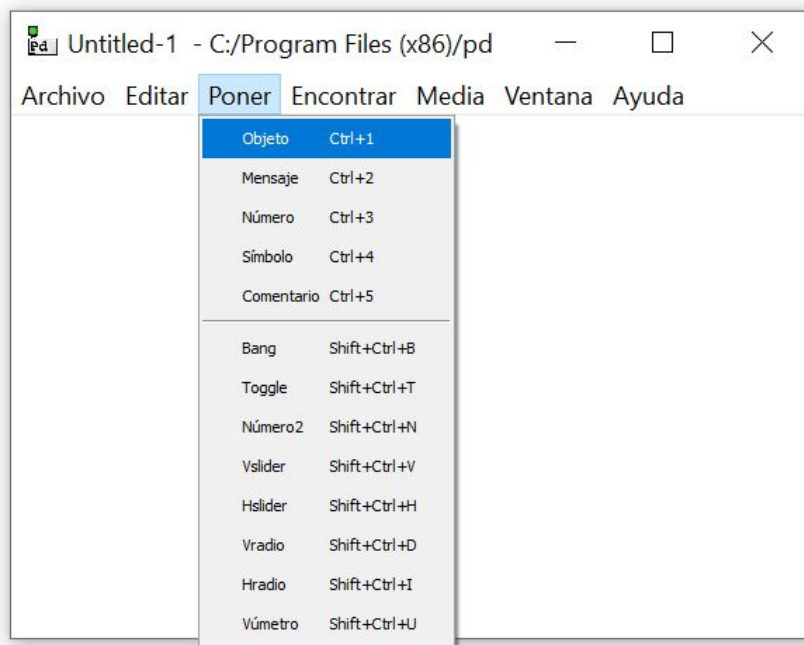 Pd Untitled-1 - C:/Program Files (x86)/pd
Archivo Editar Poner Encontrar Media Ventana Ayuda
Objeto Ctrl+1
Mensaje Ctrl+2
Número Ctrl+3
Símbolo Ctrl+4
Comentario Ctrl+5
Bang Shift+Ctrl+B
Toggle Shift+Ctrl+T
Número2 Shift+Ctrl+N
Vslider Shift+Ctrl+V
Hslider Shift+Ctrl+H
Vradio Shift+Ctrl+D
Hradio Shift+Ctrl+I
Vúmetro Shift+Ctrl+U